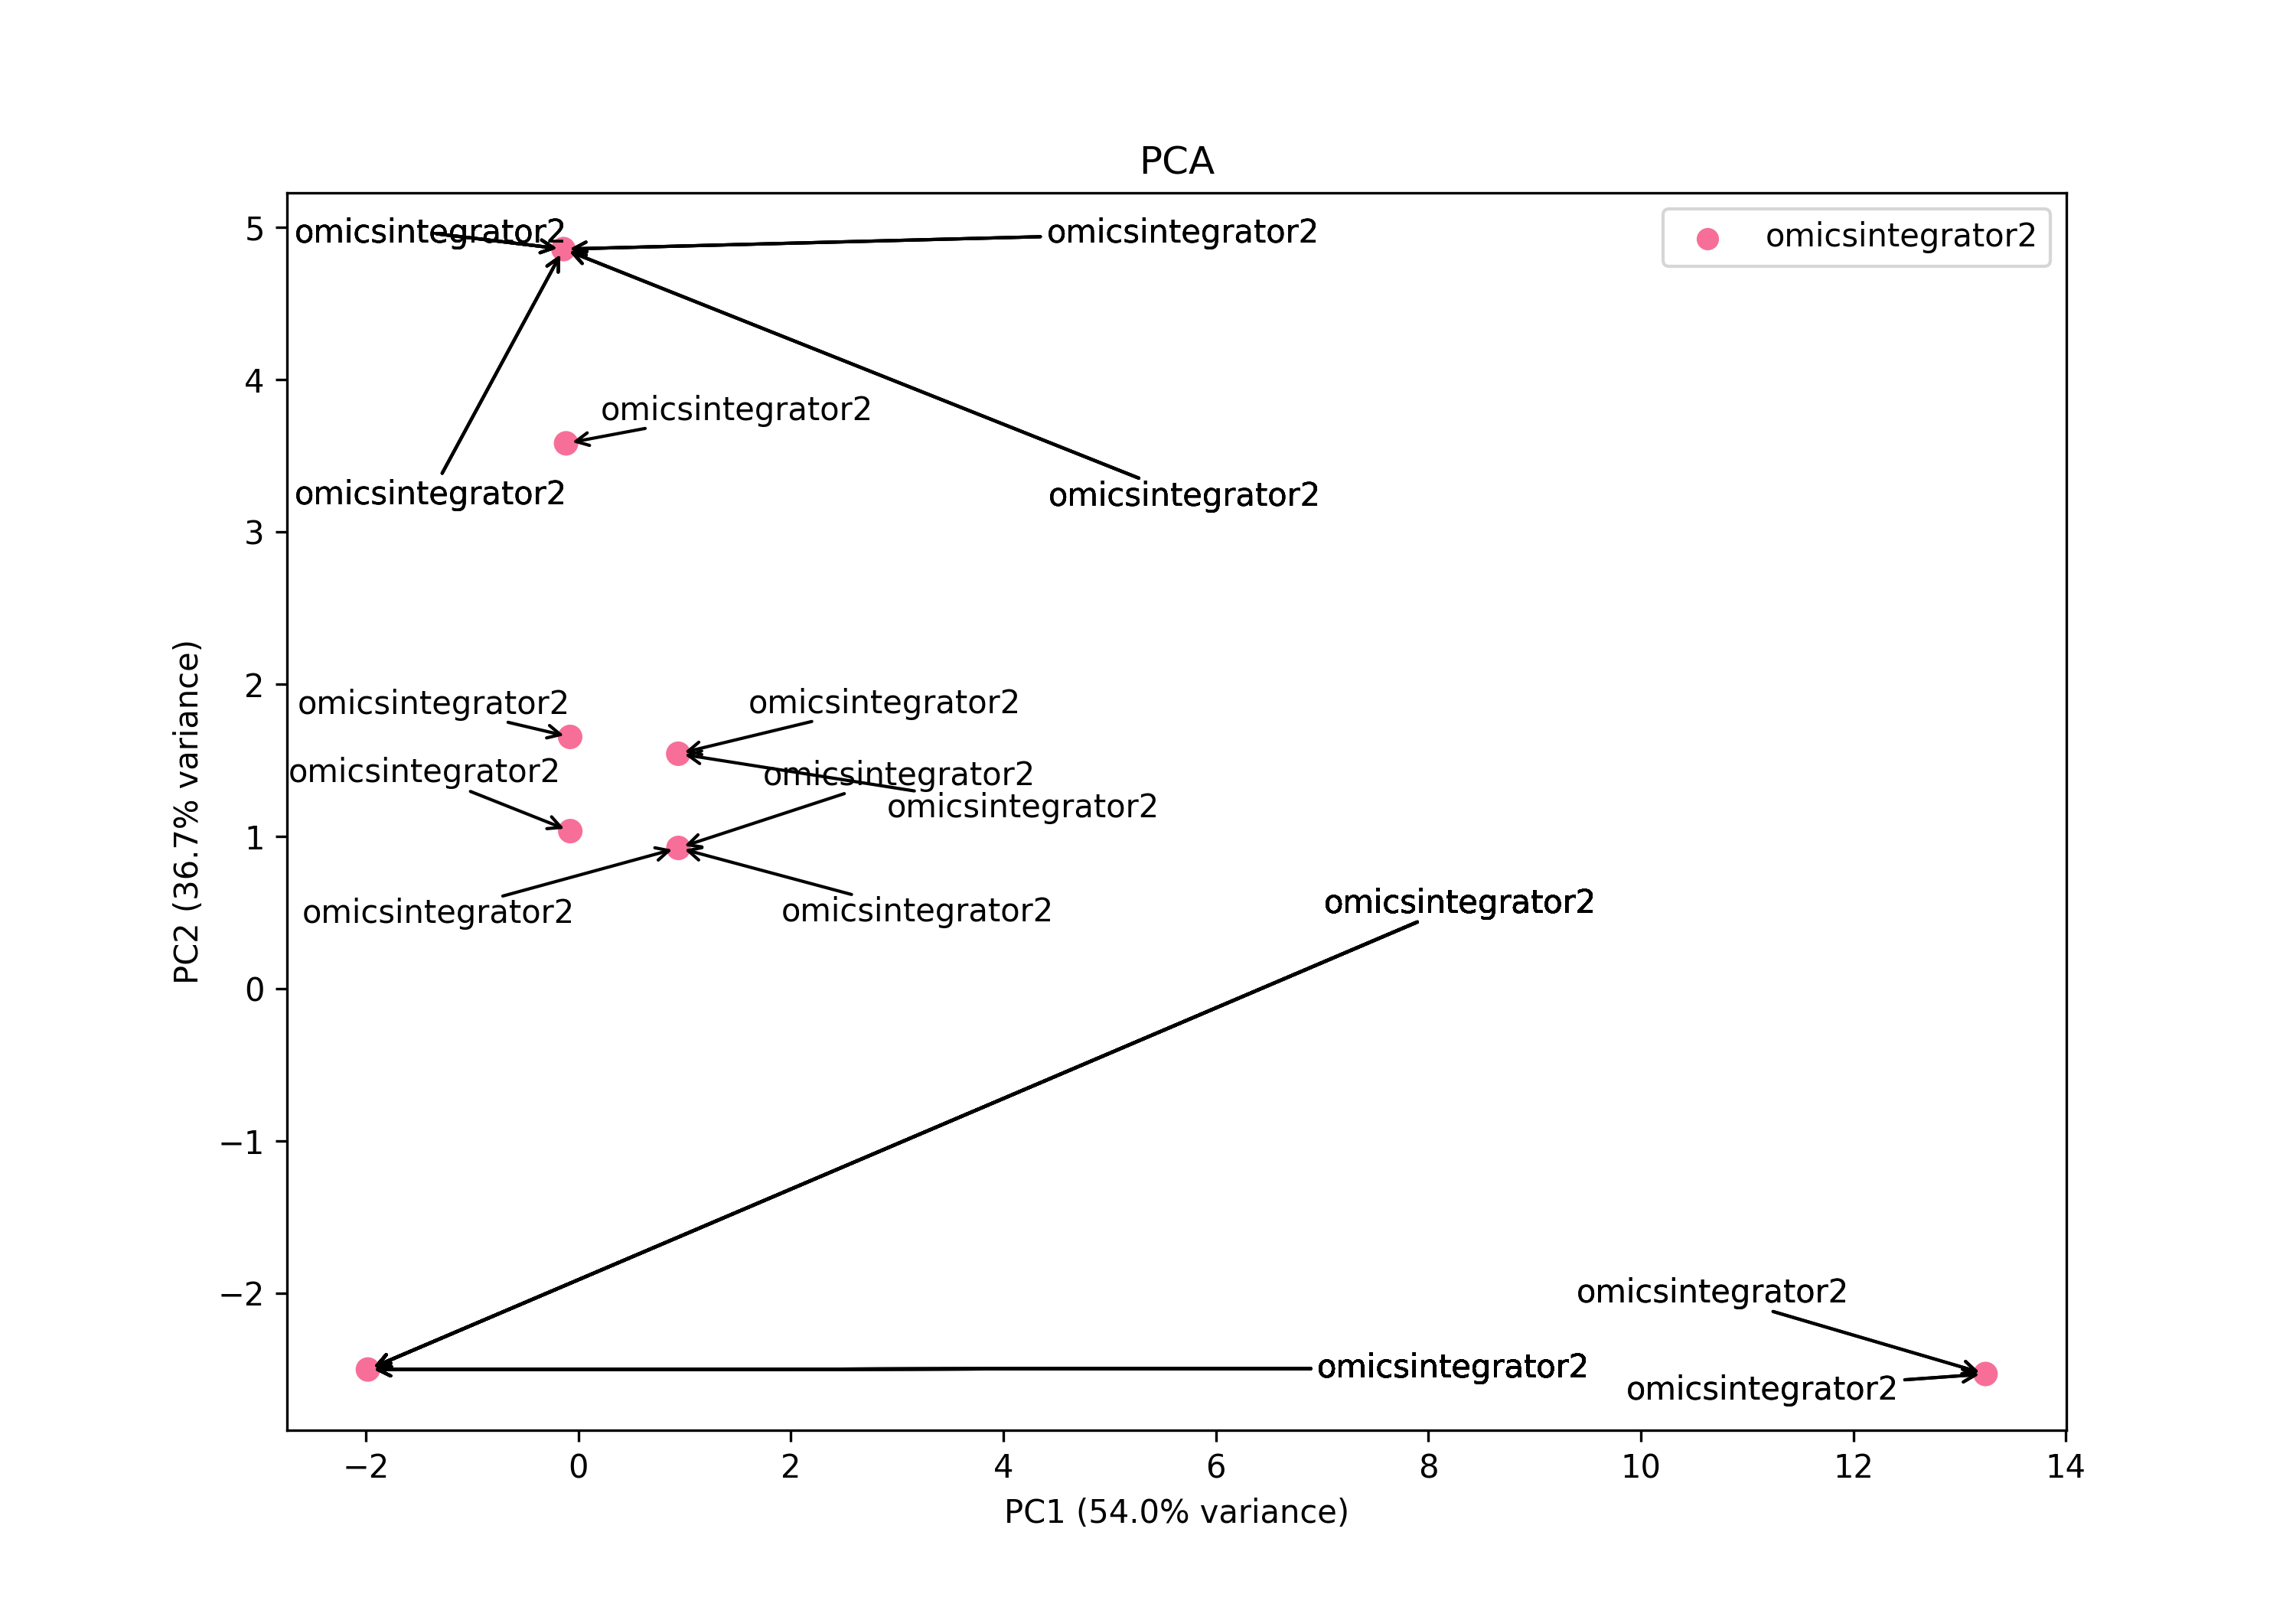 PCA
5
omicsintegrator2
omicsintegrator2
omicsintegrator2
4
omicsintegrator2
omicsintegrator2
omicsintegrator2
3
2
omicsintegrator2
omicsintegrator2
omicsintegrator2
omicsintegrator2
omicsintegrator2
1
omicsintegrator2
omicsintegrator2
omicsintegrator2
PC2 (36.7% variance)
0
−1
−2
omicsintegrator2
omicsintegrator2
omicsintegrator2
−2
0
2
4
6
8
10
12
14
PC1 (54.0% variance)